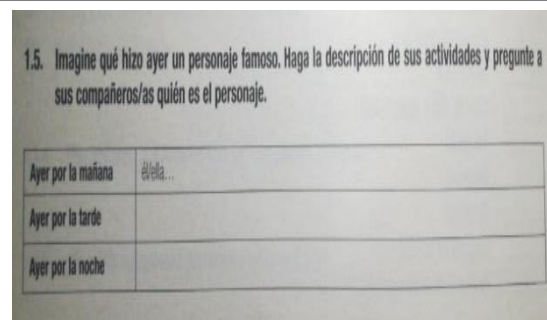 1.5. Imagine qué hizo ayer un personaje famoso. Haga la descripción de sus actividades y pregunte a
sus compañeros/as quién es el personaje.
Ayer por la mañana él/ella...
Ayer por la tarde
Ayer por la noche